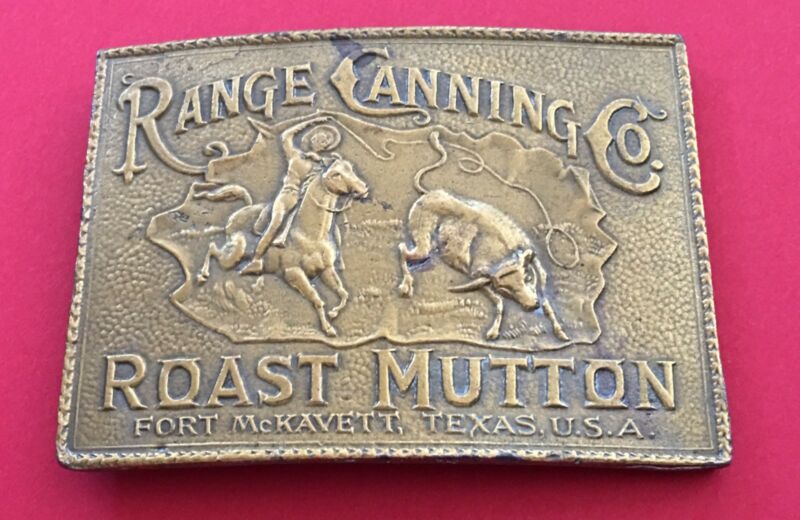 RANGE CANNING CO.
ROAST MUTTON
FORT McKAVETT, TEXAS. U.S.A.